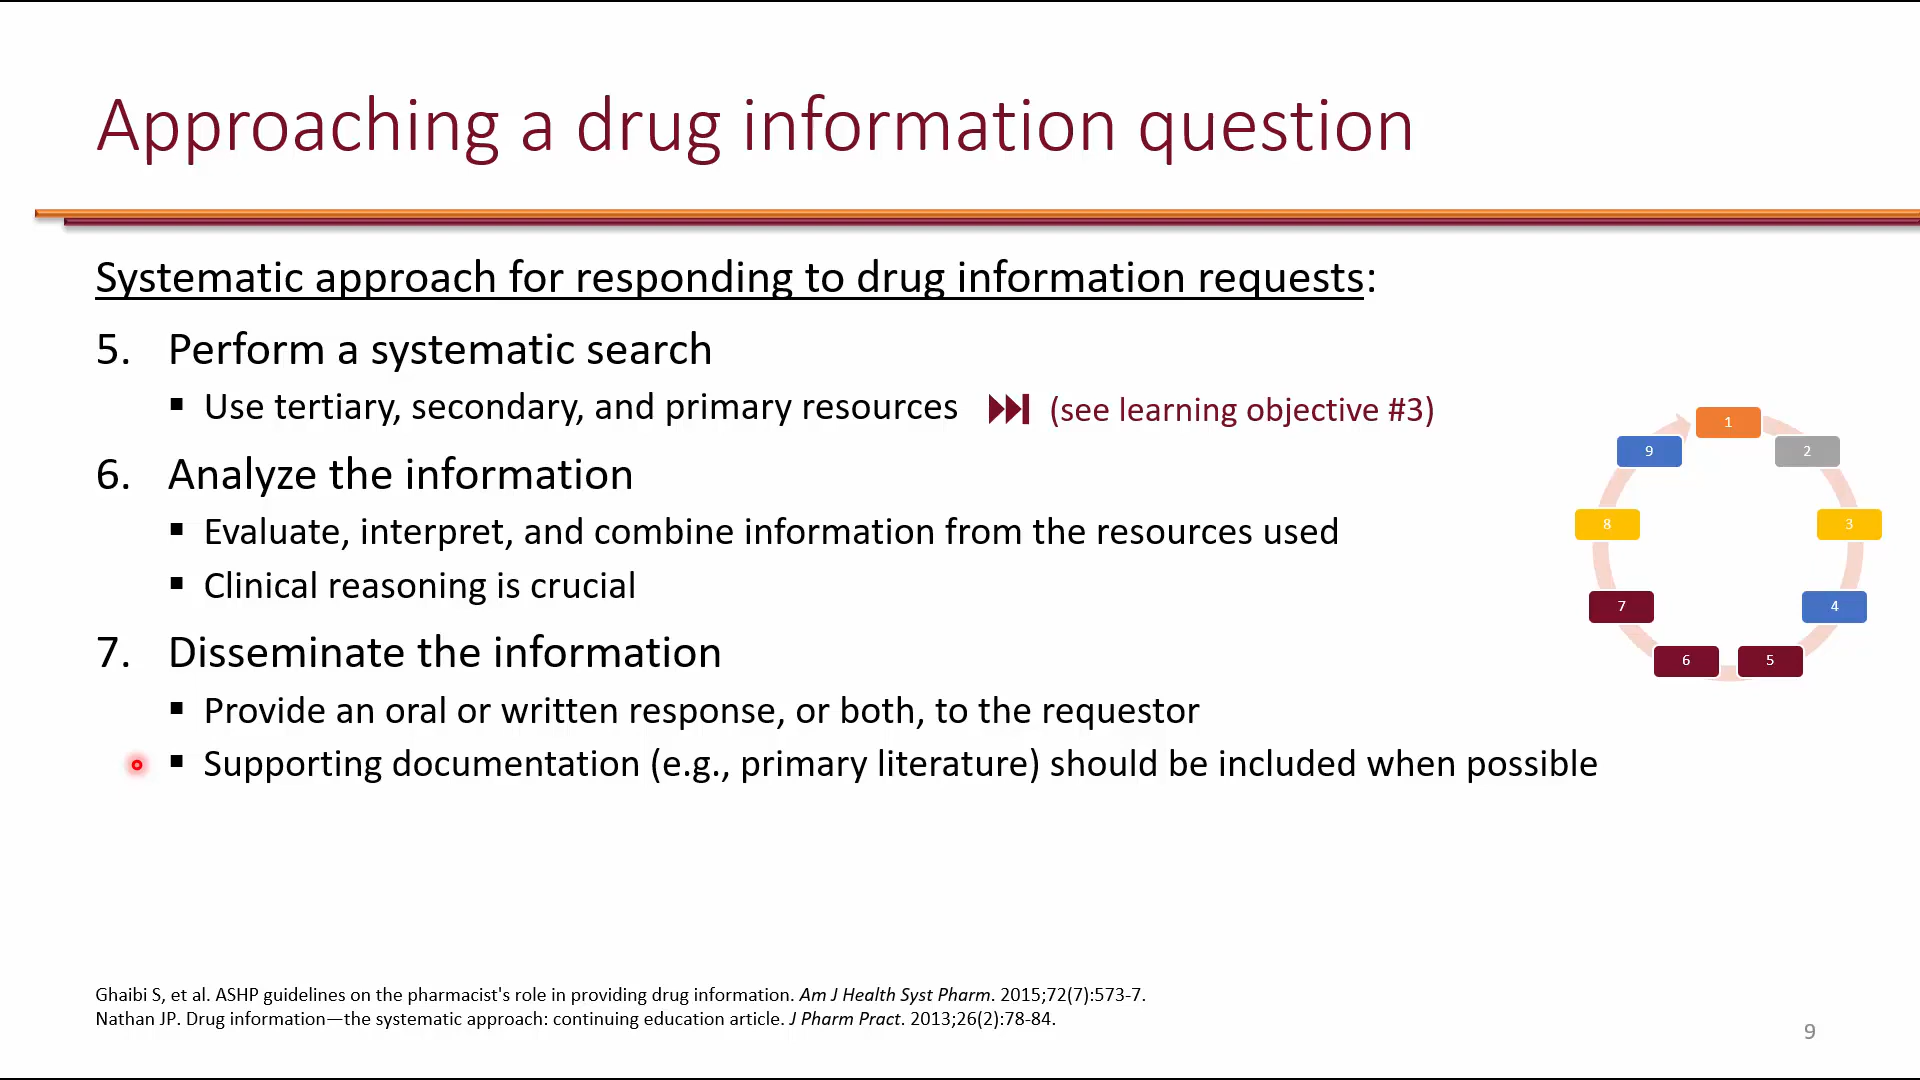 Approaching a drug information question
Systematic approach for responding to drug information requests:
5. Perform a systematic search
▪ Use tertiary, secondary, and primary resources (see learning objective #3)
6. Analyze the information
▪ Evaluate, interpret, and combine information from the resources used
▪ Clinical reasoning is crucial
7. Disseminate the information
▪ Provide an oral or written response, or both, to the requestor
▪ Supporting documentation (e.g., primary literature) should be included when possible
1
2
3
4
5
6
7
8
9
Ghaibi S, et al. ASHP guidelines on the pharmacist's role in providing drug information. Am J Health Syst Pharm. 2015;72(7):573-7.
Nathan JP. Drug information—the systematic approach: continuing education article. J Pharm Pract. 2013;26(2):78-84.
9